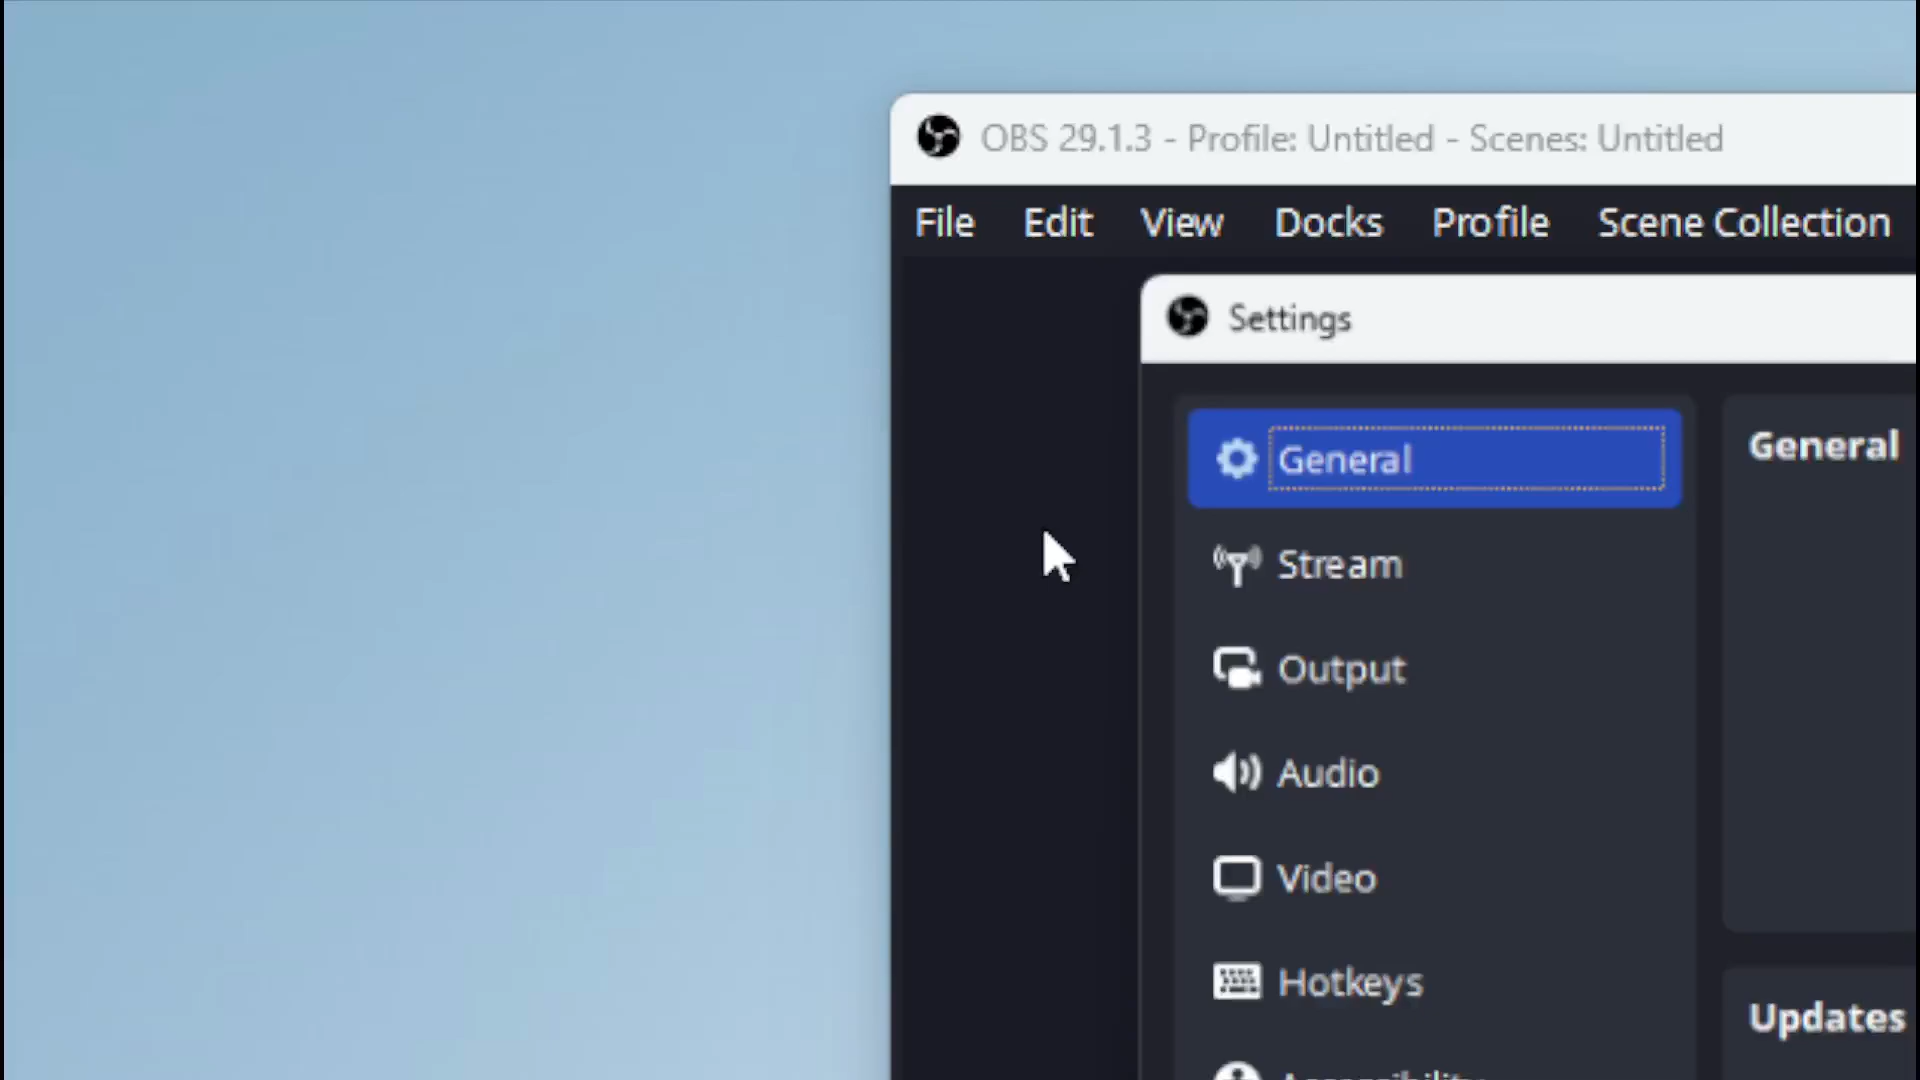 OBS 29.1.3 - Profile: Untitled - Scenes: Untitled
File Edit View Docks Profile Scene Collection
Settings
General
General
Stream
Output
Audio
Video
Hotkeys
Updates
Accessibility